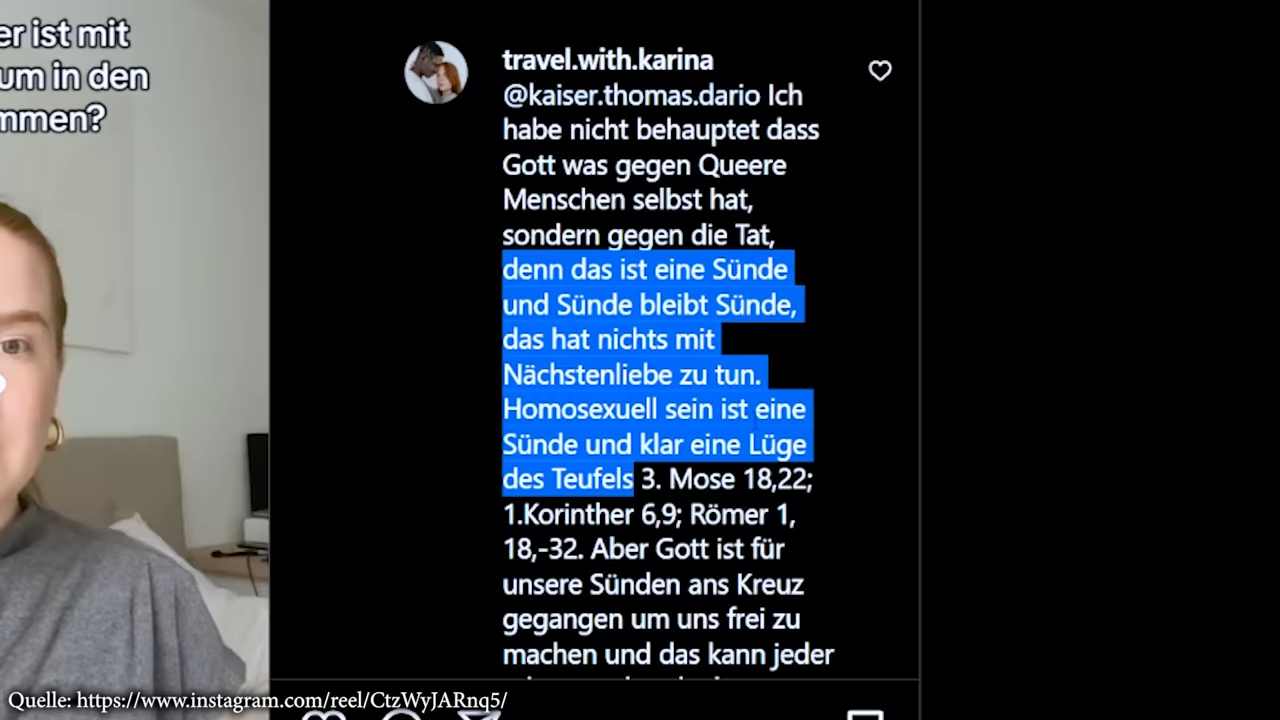 er ist mit
um in den
mmen?
travel.with.karina
@kaiser.thomas.dario Ich
habe nicht behauptet dass
Gott was gegen Queere
Menschen selbst hat,
sondern gegen die Tat,
denn das ist eine Sünde
und Sünde bleibt Sünde,
das hat nichts mit
Nächstenliebe zu tun.
Homosexuell sein ist eine
Sünde und klar eine Lüge
des Teufels 3. Mose 18,22;
1.Korinther 6,9; Römer 1,
18,-32. Aber Gott ist für
unsere Sünden ans Kreuz
gegangen um uns frei zu
machen und das kann jeder
Quelle: https://www.instagram.com/reel/CtzWyJARnq5/